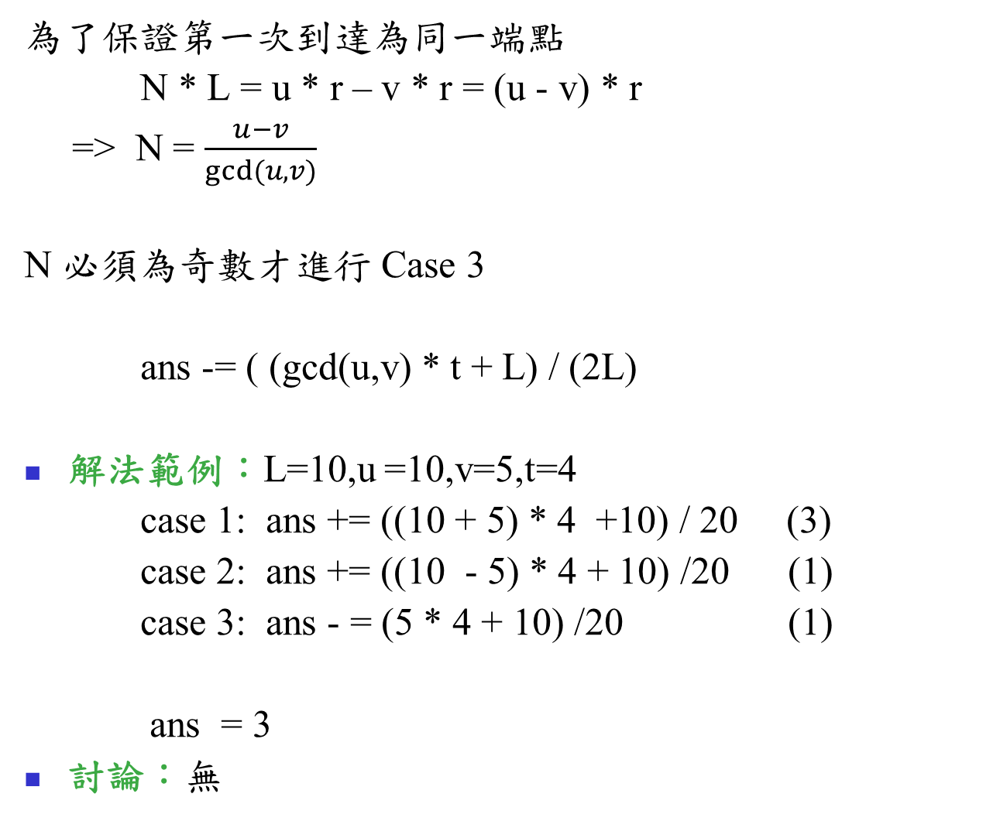 為了保證第一次到達為同一端點
N * L = u * r – v * r = (u - v) * r
=> N = \frac{u-v}{gcd(u,v)}
N 必須為奇數才進行 Case 3
ans -= ( (gcd(u,v) * t + L) / (2L)
■ 解法範例：L=10,u =10,v=5,t=4
case 1: ans += ((10 + 5) * 4 +10) / 20 (3)
case 2: ans += ((10 - 5) * 4 + 10) /20 (1)
case 3: ans - = (5 * 4 + 10) /20 (1)
ans = 3
■ 討論：無